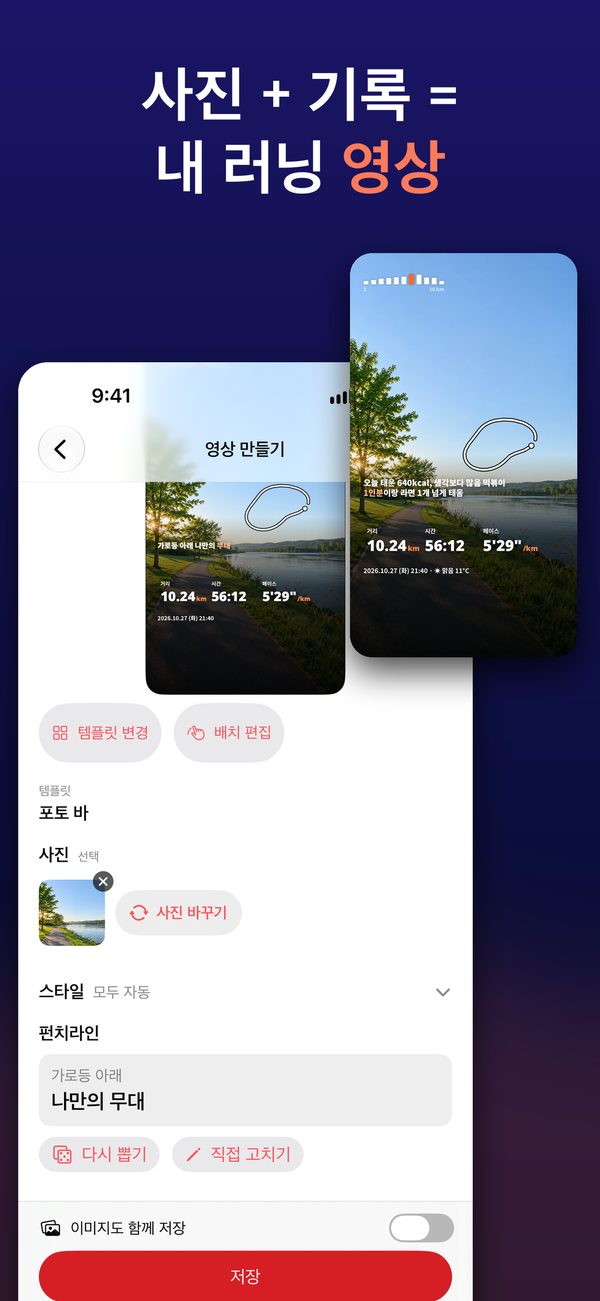 사진 + 기록 =
내 러닝 영상
1 10 km
오늘 태운 640kcal, 생각보다 많음 떡볶이
1인분이랑 라면 1개 넘게 태움
거리 시간 페이스
10.24 km 56:12 5'29" /km
2026.10.27 (화) 21:40 · ☀ 맑음 11°C
9:41
영상 만들기
가로등 아래 나만의 무대
거리 시간 페이스
10.24 km 56:12 5'29" /km
2026.10.27 (화) 21:40
템플릿 변경 배치 편집
템플릿
포토 바
사진 선택
사진 바꾸기
스타일 모두 자동
펀치라인
가로등 아래
나만의 무대
다시 뽑기 직접 고치기
이미지도 함께 저장
저장